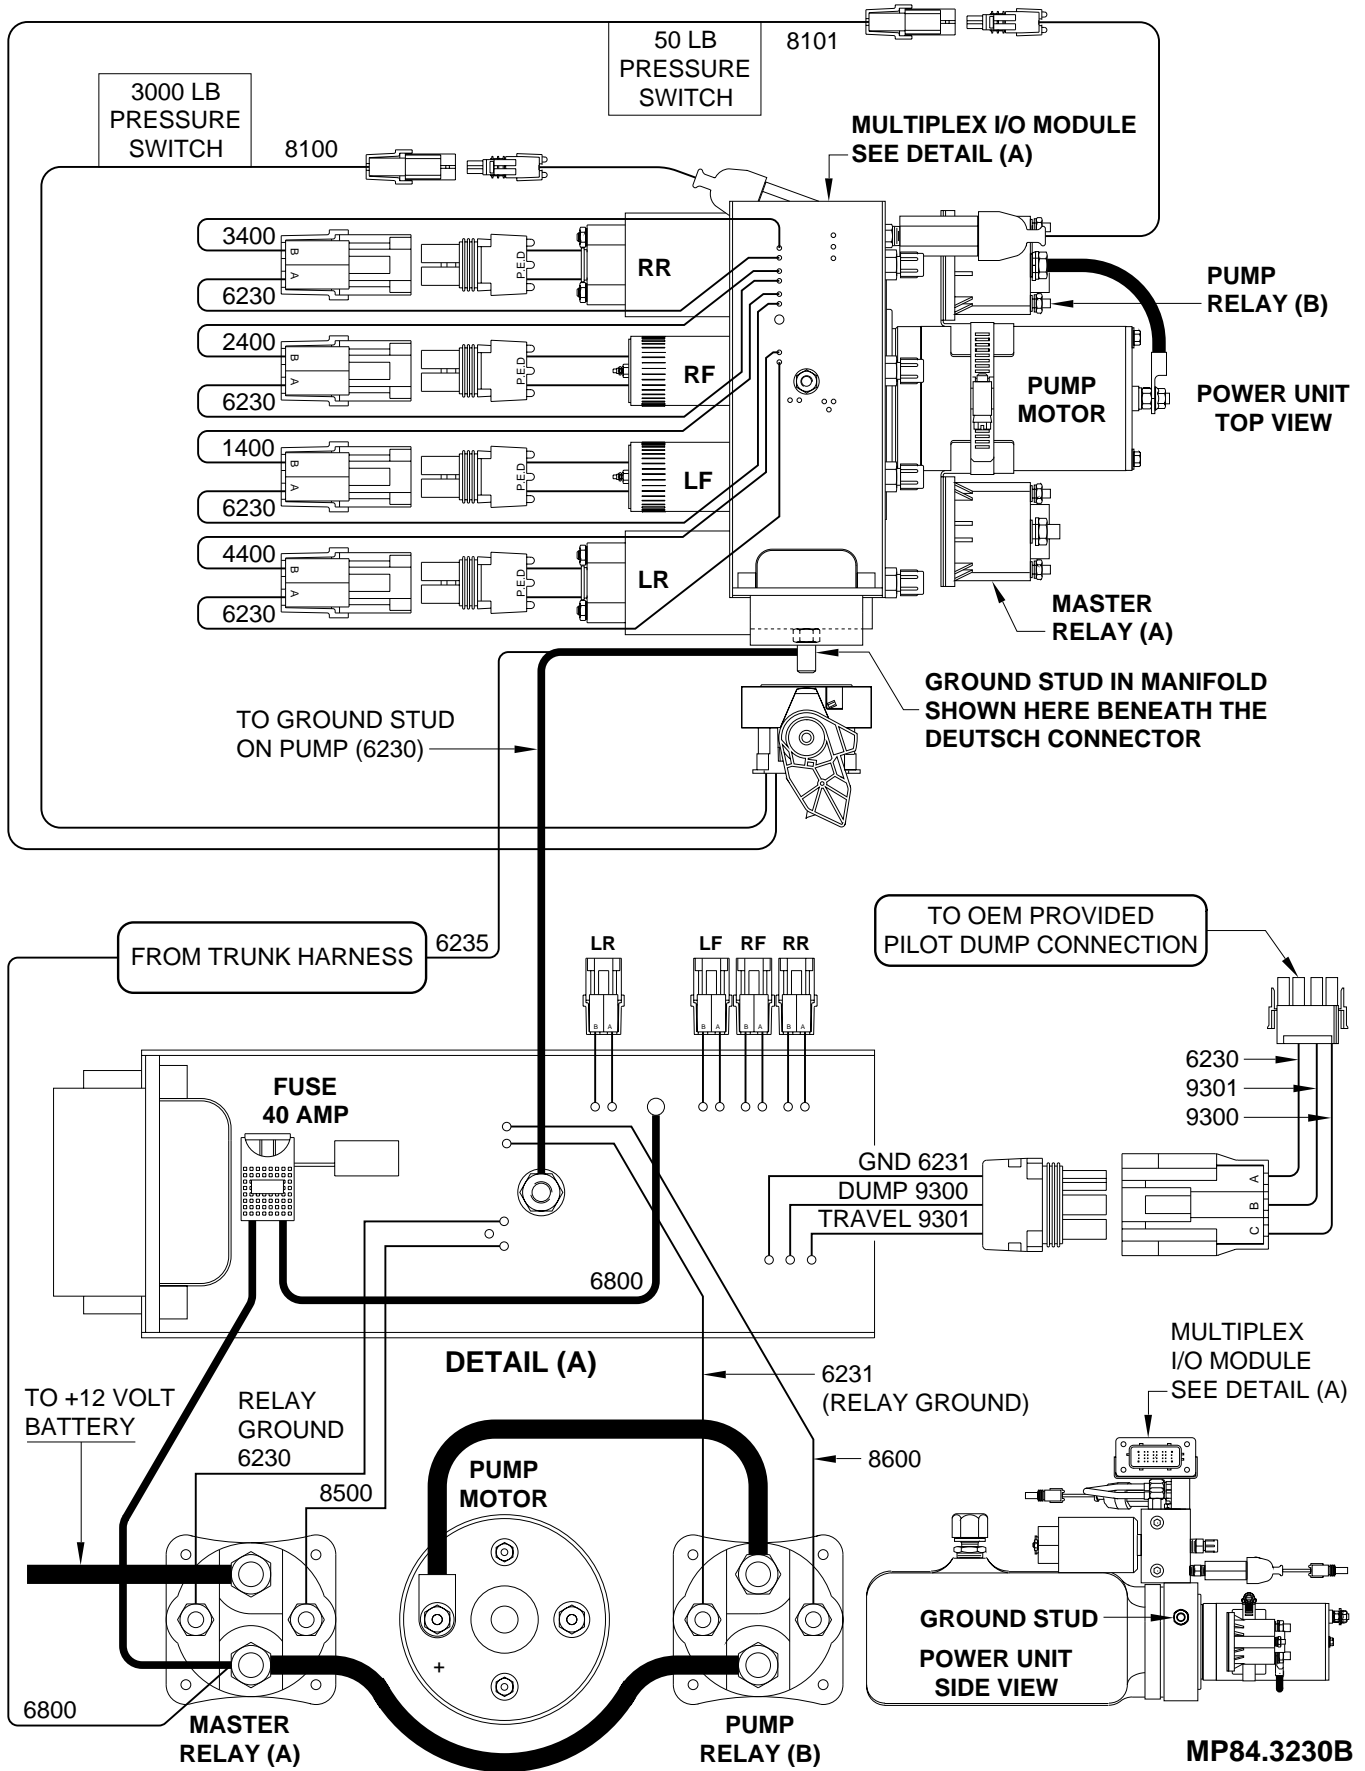 50 LB
PRESSURE
SWITCH
8101
3000 LB
PRESSURE
SWITCH
8100
MULTIPLEX I/O MODULE
SEE DETAIL (A)
3400
B
A
6230
P.E.D.
RR
2400
B
A
6230
P.E.D.
RF
1400
B
A
6230
P.E.D.
LF
4400
B
A
6230
P.E.D.
LR
PUMP
RELAY (B)
PUMP
MOTOR
POWER UNIT
TOP VIEW
MASTER
RELAY (A)
GROUND STUD IN MANIFOLD
SHOWN HERE BENEATH THE
DEUTSCH CONNECTOR
TO GROUND STUD
ON PUMP (6230)
FROM TRUNK HARNESS
6235
LR
LF
RF
RR
B A
B A
B A
B A
TO OEM PROVIDED
PILOT DUMP CONNECTION
6230
9301
9300
FUSE
40 AMP
GND 6231
DUMP 9300
TRAVEL 9301
A
B
C
6800
DETAIL (A)
6231
(RELAY GROUND)
8600
MULTIPLEX
I/O MODULE
SEE DETAIL (A)
TO +12 VOLT
BATTERY
RELAY
GROUND
6230
8500
PUMP
MOTOR
+
6800
MASTER
RELAY (A)
PUMP
RELAY (B)
GROUND STUD
POWER UNIT
SIDE VIEW
MP84.3230B